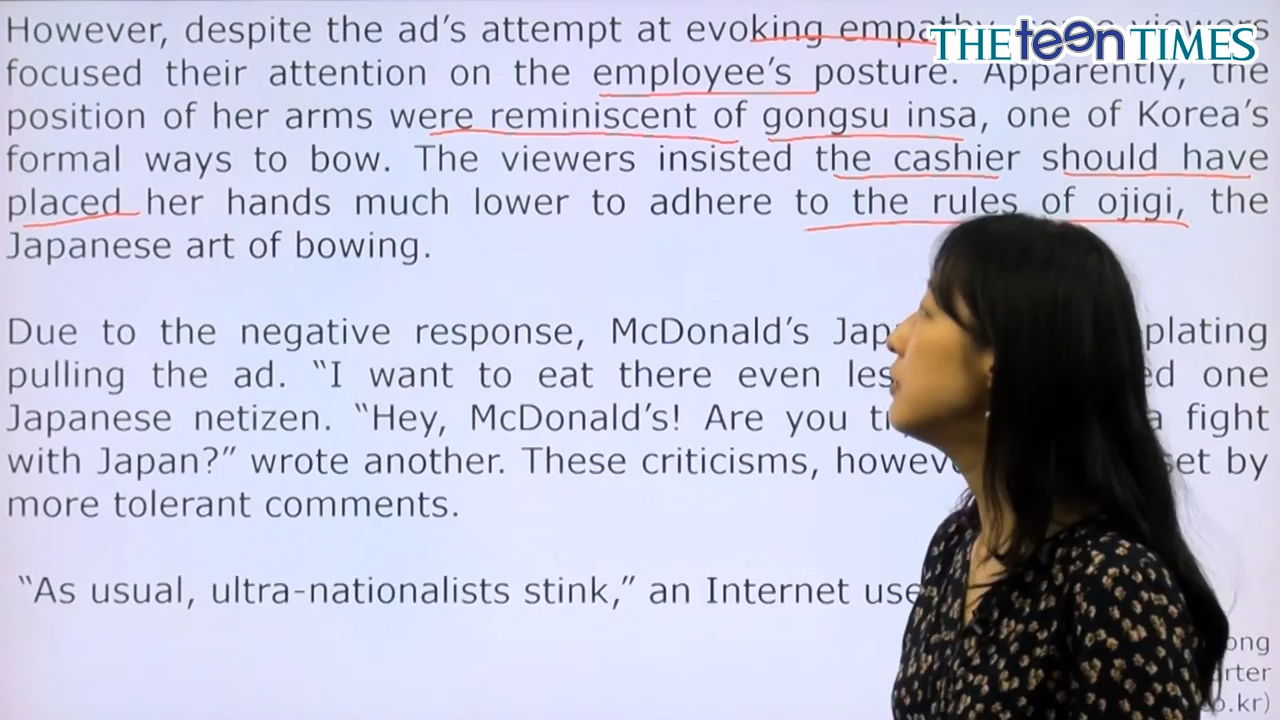 THE teen TIMES
However, despite the ad's attempt at evoking
focused their attention on the employee's posture. Apparently, the
position of her arms were reminiscent of gongsu insa, one of Korea's
formal ways to bow. The viewers insisted the cashier should have
placed her hands much lower to adhere to the rules of ojigi, the
Japanese art of bowing.
Due to the negative response, McDonald's
pulling the ad. “I want to eat there even one
Japanese netizen. “Hey, McDonald's! Are you a fight
with Japan?” wrote another. These criticisms, by
more tolerant comments.
“As usual, ultra-nationalists stink,” an Internet